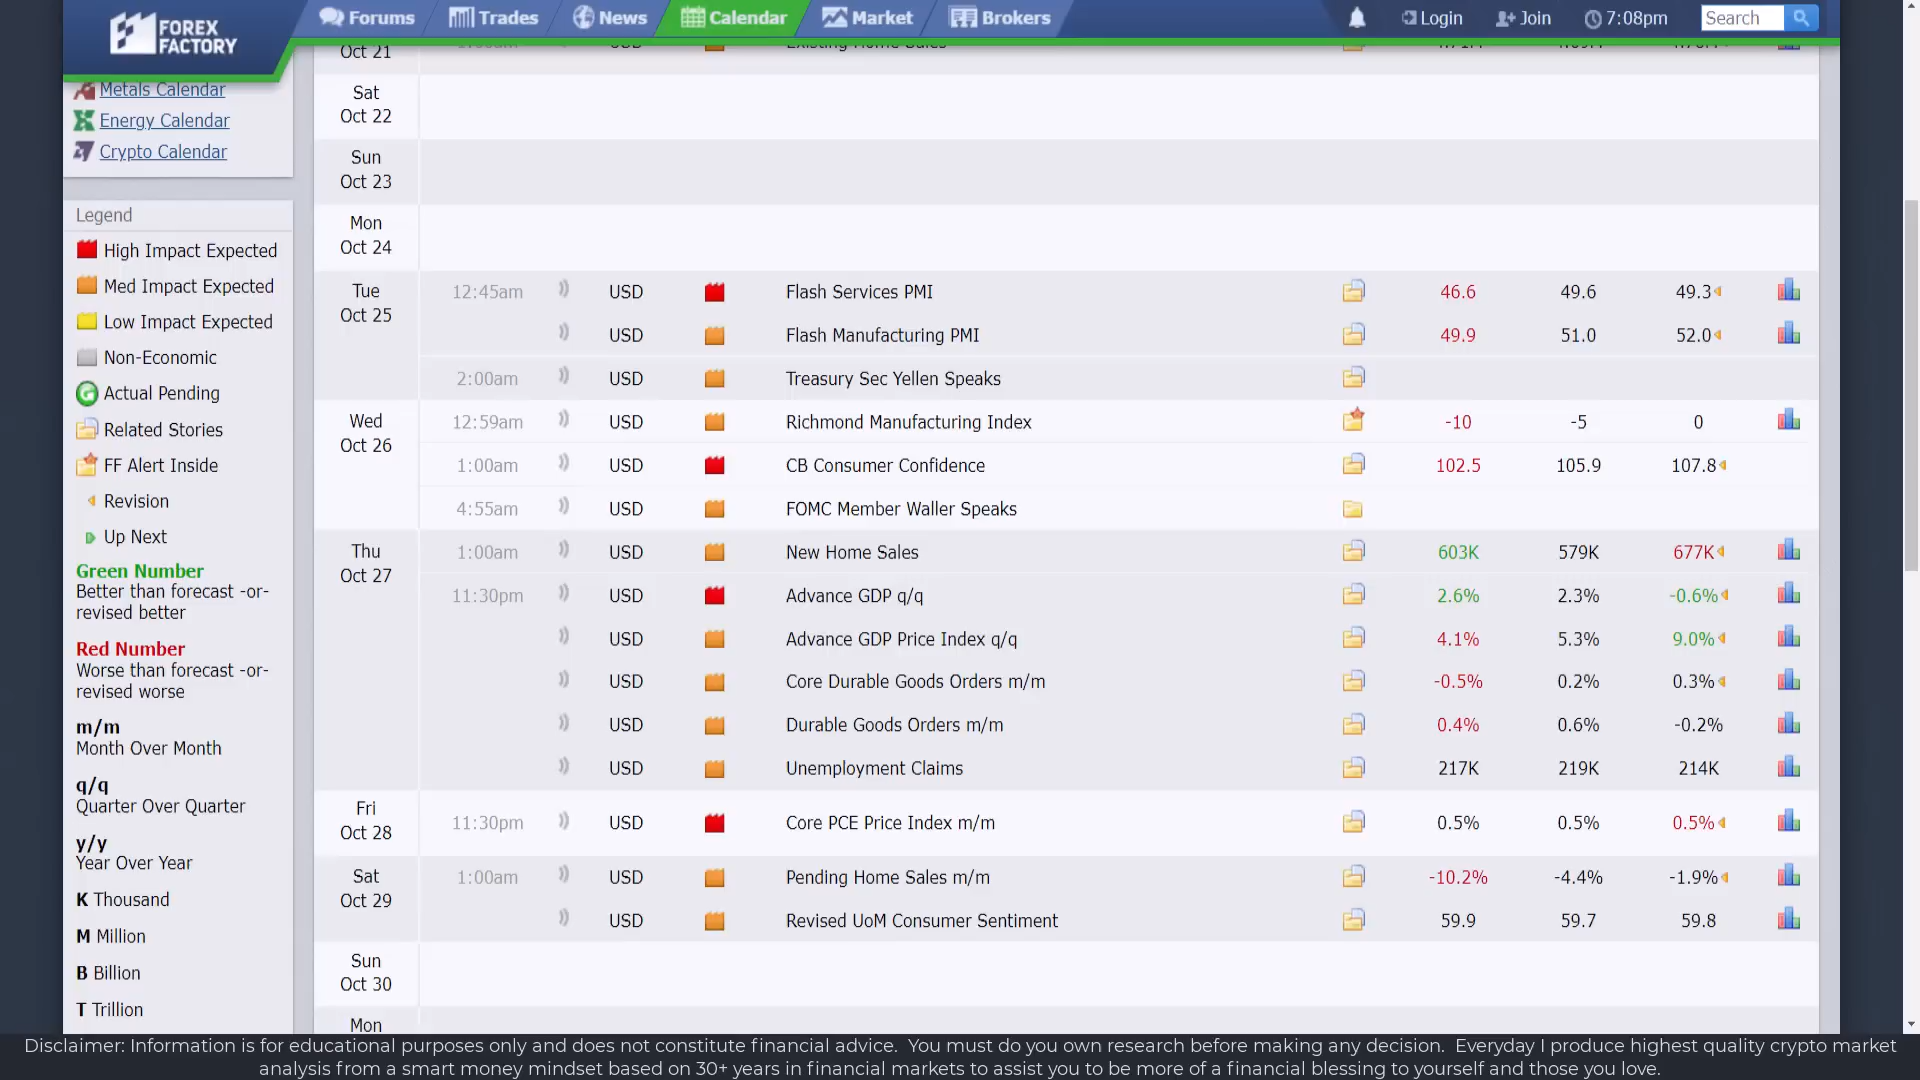 FOREX
FACTORY
Forums
Trades
News
Calendar
Market
Brokers
Login
Join
7:08pm
Search
Metals Calendar
Energy Calendar
Crypto Calendar
Legend
High Impact Expected
Med Impact Expected
Low Impact Expected
Non-Economic
Actual Pending
Related Stories
FF Alert Inside
Revision
Up Next
Green Number
Better than forecast -or-
revised better
Red Number
Worse than forecast -or-
revised worse
m/m
Month Over Month
q/q
Quarter Over Quarter
y/y
Year Over Year
K Thousand
M Million
B Billion
T Trillion
Oct 21 USD Existing Home Sales
Sat
Oct 22
Sun
Oct 23
Mon
Oct 24
Tue
Oct 25
12:45am USD Flash Services PMI 46.6 49.6 49.3
USD Flash Manufacturing PMI 49.9 51.0 52.0
2:00am USD Treasury Sec Yellen Speaks
Wed
Oct 26
12:59am USD Richmond Manufacturing Index -10 -5 0
1:00am USD CB Consumer Confidence 102.5 105.9 107.8
4:55am USD FOMC Member Waller Speaks
Thu
Oct 27
1:00am USD New Home Sales 603K 579K 677K
11:30pm USD Advance GDP q/q 2.6% 2.3% -0.6%
USD Advance GDP Price Index q/q 4.1% 5.3% 9.0%
USD Core Durable Goods Orders m/m -0.5% 0.2% 0.3%
USD Durable Goods Orders m/m 0.4% 0.6% -0.2%
USD Unemployment Claims 217K 219K 214K
Fri
Oct 28
11:30pm USD Core PCE Price Index m/m 0.5% 0.5% 0.5%
Sat
Oct 29
1:00am USD Pending Home Sales m/m -10.2% -4.4% -1.9%
USD Revised UoM Consumer Sentiment 59.9 59.7 59.8
Sun
Oct 30
Mon
Disclaimer: Information is for educational purposes only and does not constitute financial advice. You must do you own research before making any decision. Everyday I produce highest quality crypto market
analysis from a smart money mindset based on 30+ years in financial markets to assist you to be more of a financial blessing to yourself and those you love.